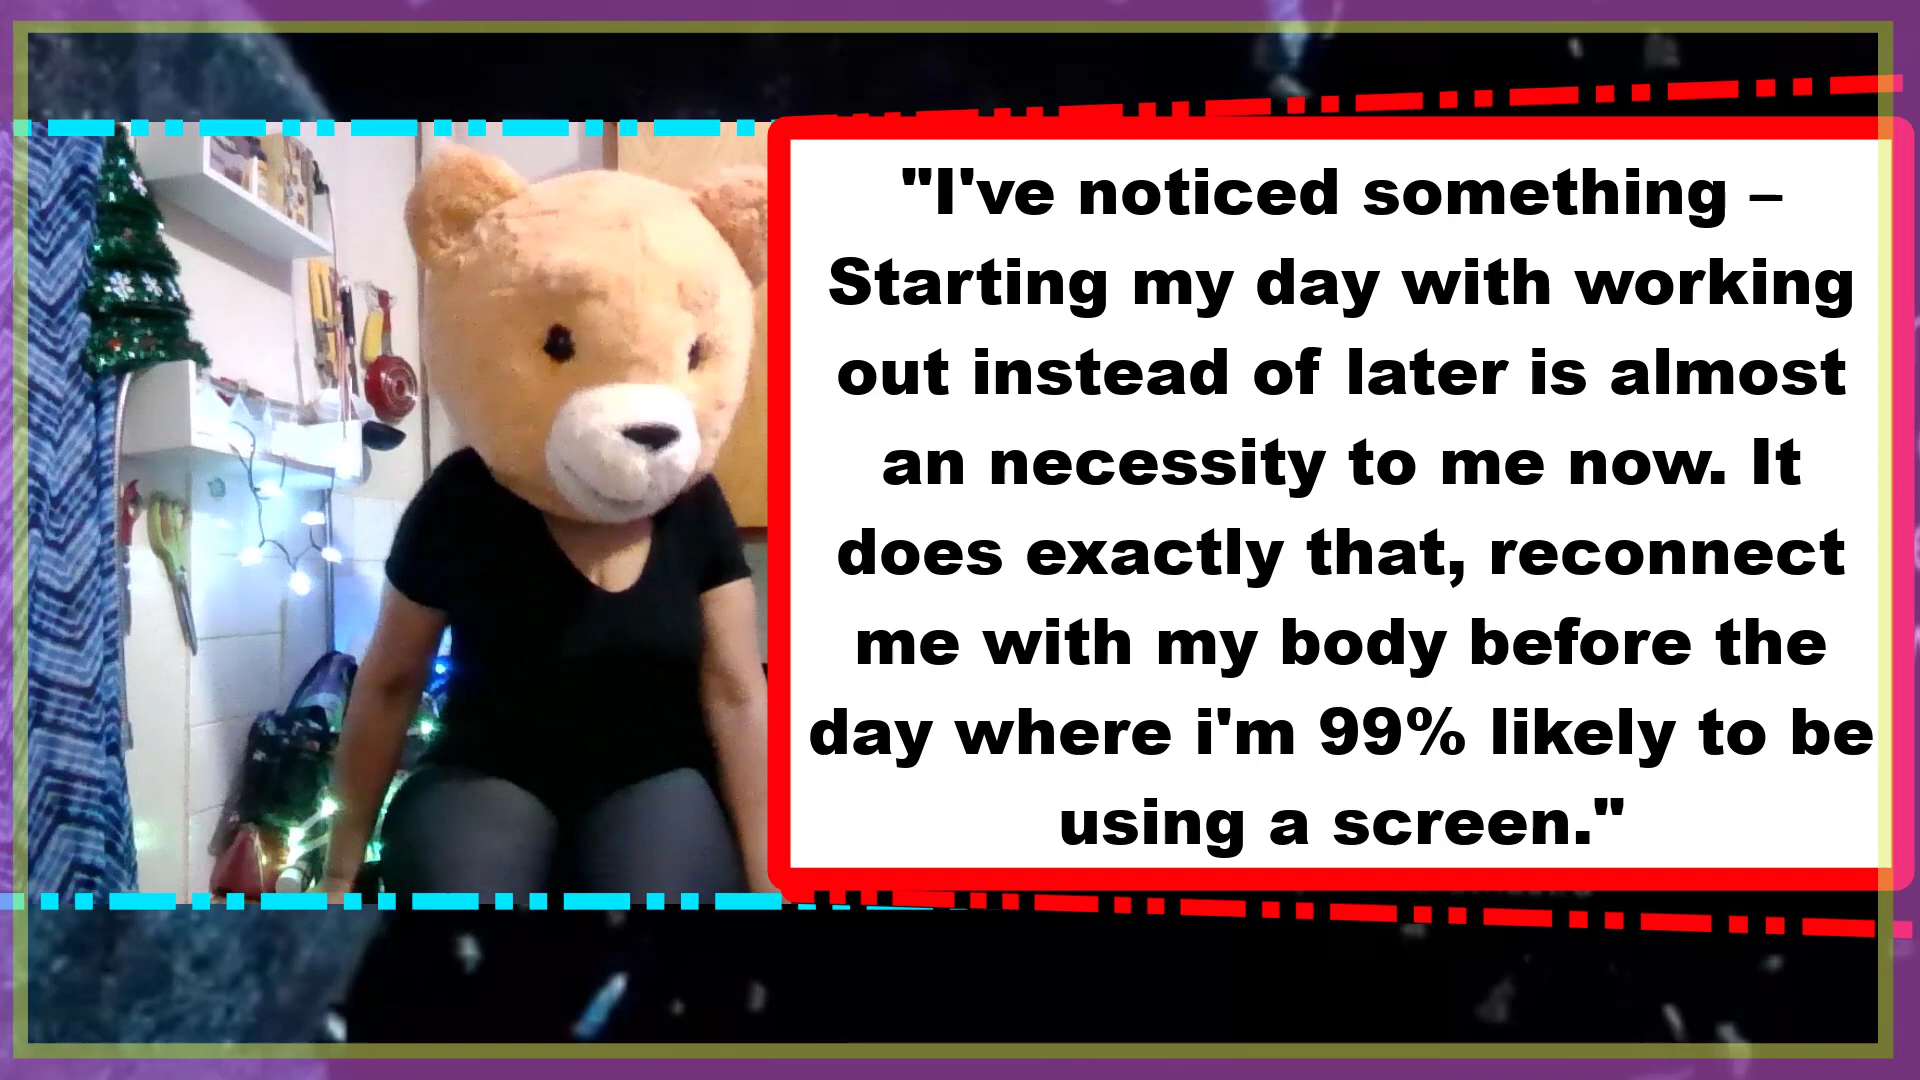 "I've noticed something –
Starting my day with working
out instead of later is almost
an necessity to me now. It
does exactly that, reconnect
me with my body before the
day where i'm 99% likely to be
using a screen."